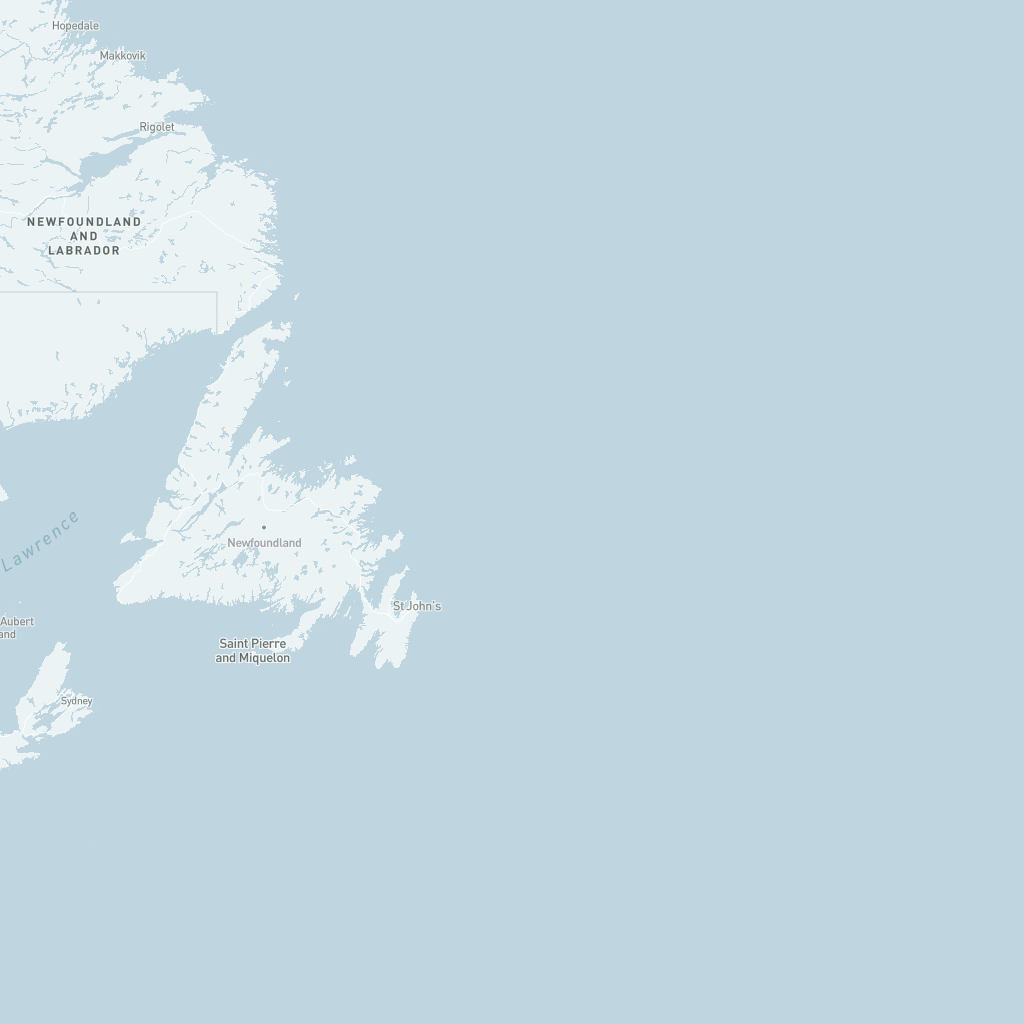 Hopedale
Makkovik
Rigolet
NEWFOUNDLAND
AND
LABRADOR
Lawrence
Newfoundland
St John's
Aubert
and
Saint Pierre
and Miquelon
Sydney